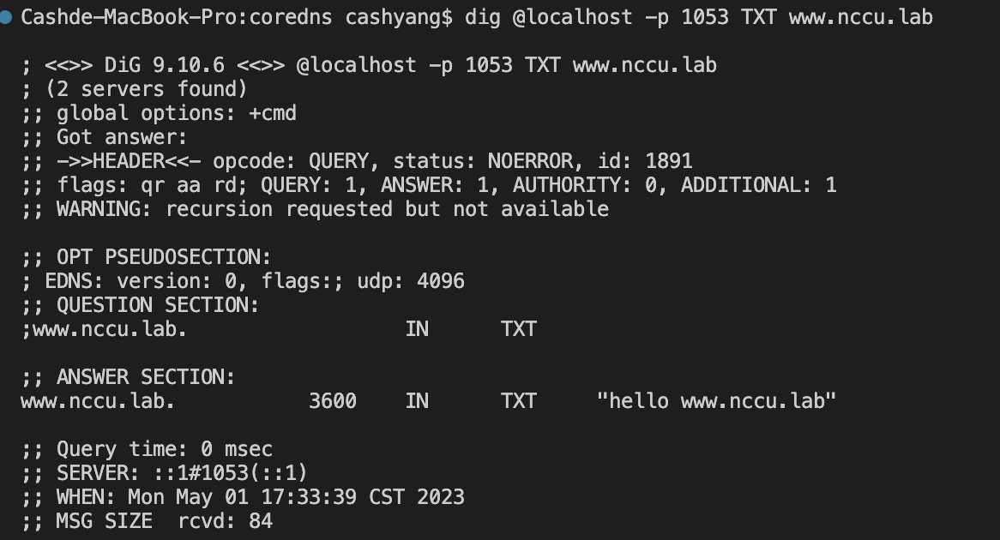 Cashde-MacBook-Pro:coredns cashyang$ dig @localhost -p 1053 TXT www.nccu.lab
; <<>> DiG 9.10.6 <<>> @localhost -p 1053 TXT www.nccu.lab
; (2 servers found)
;; global options: +cmd
;; Got answer:
;; ->>HEADER<<- opcode: QUERY, status: NOERROR, id: 1891
;; flags: qr aa rd; QUERY: 1, ANSWER: 1, AUTHORITY: 0, ADDITIONAL: 1
;; WARNING: recursion requested but not available
;; OPT PSEUDOSECTION:
; EDNS: version: 0, flags:; udp: 4096
;; QUESTION SECTION:
;www.nccu.lab. IN TXT
;; ANSWER SECTION:
www.nccu.lab. 3600 IN TXT "hello www.nccu.lab"
;; Query time: 0 msec
;; SERVER: ::1#1053(::1)
;; WHEN: Mon May 01 17:33:39 CST 2023
;; MSG SIZE rcvd: 84